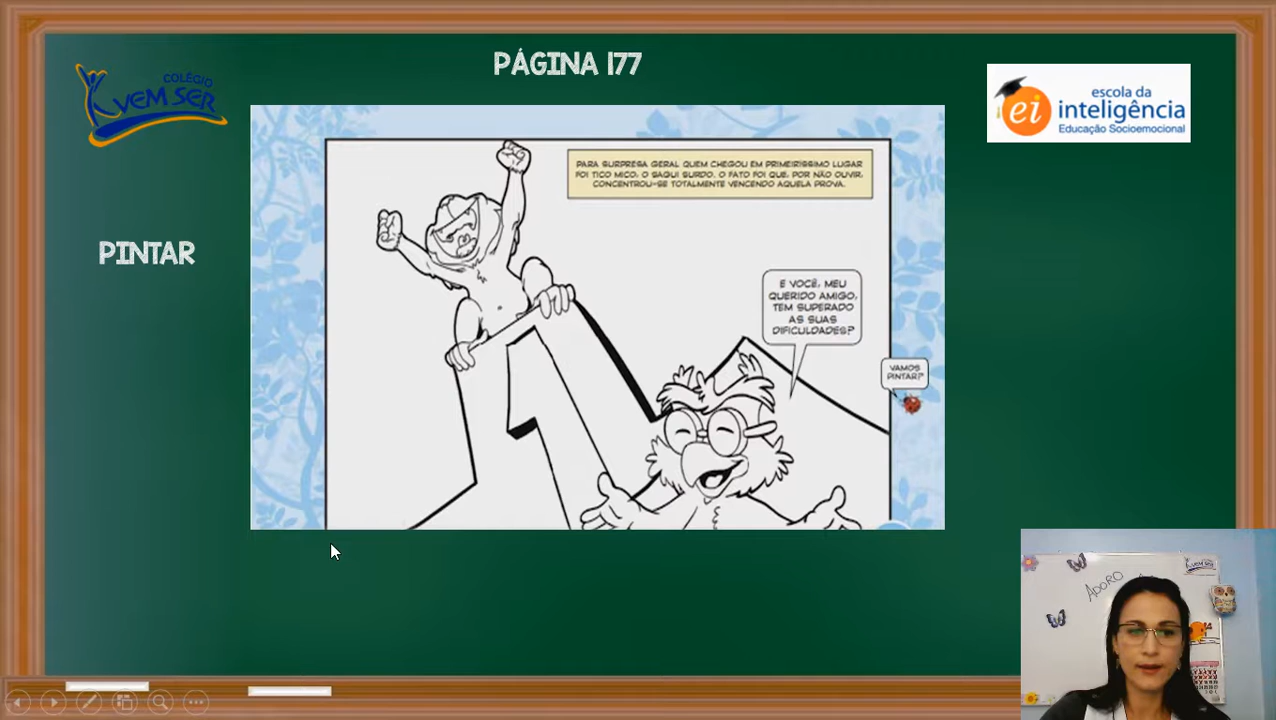 PÁGINA 177
COLÉGIO
VEM SER
ei
escola da
inteligência
Educação Socioemocional
PINTAR
PARA SURPRESA GERAL QUEM CHEGOU EM PRIMEIRÍSSIMO LUGAR
FOI TICO MICO, O SAGUI SURDO. O FATO FOI QUE, POR NÃO OUVIR,
CONCENTROU-SE TOTALMENTE VENCENDO AQUELA PROVA.
E VOCÊ, MEU
QUERIDO AMIGO,
TEM SUPERADO
AS SUAS
DIFICULDADES?
VAMOS
PINTAR?
1
ADORO